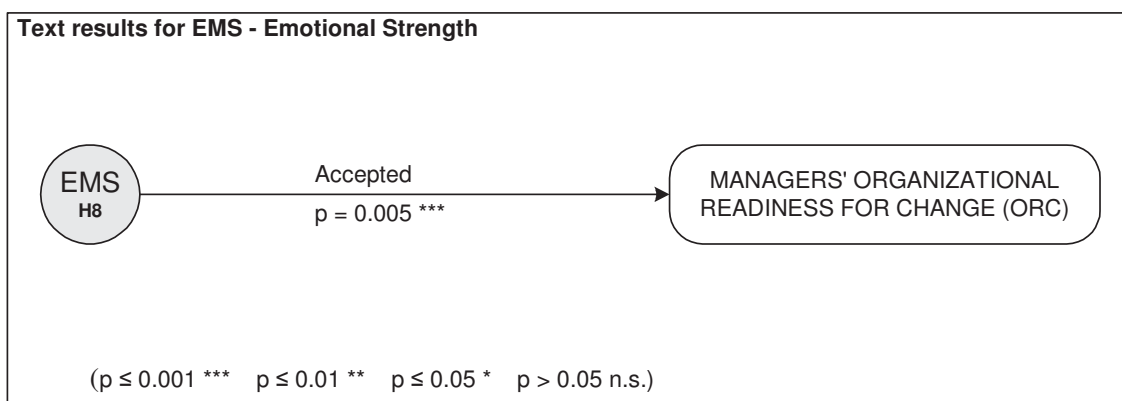 Text results for EMS - Emotional Strength
EMS
H8
Accepted
p = 0.005 ***
MANAGERS' ORGANIZATIONAL
READINESS FOR CHANGE (ORC)
(p ≤ 0.001 *** p ≤ 0.01 ** p ≤ 0.05 * p > 0.05 n.s.)